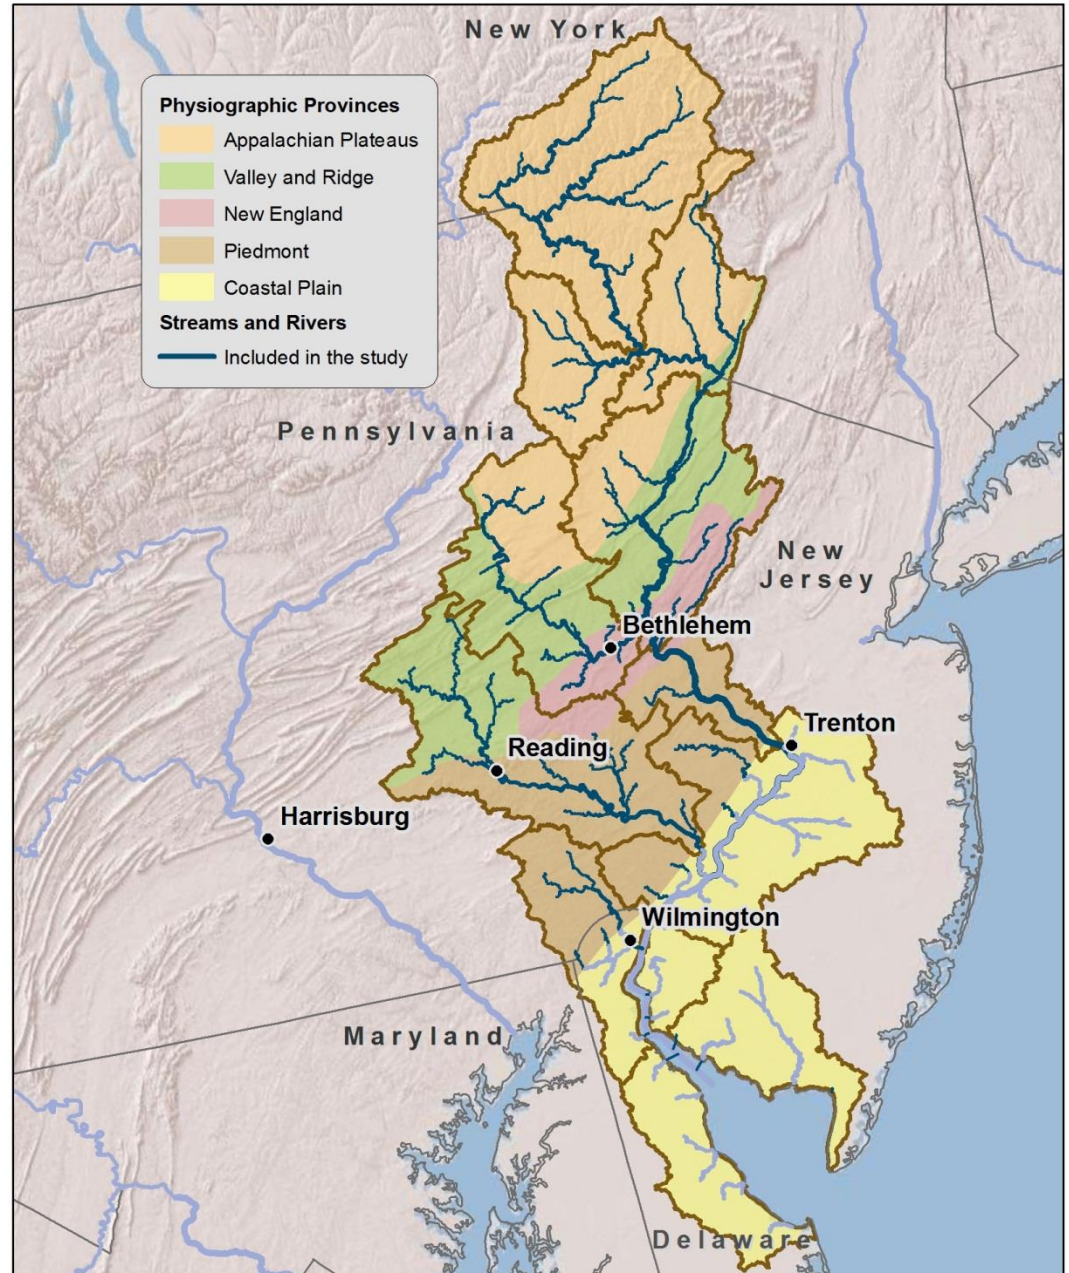 New York
Physiographic Provinces
Appalachian Plateaus
Valley and Ridge
New England
Piedmont
Coastal Plain
Streams and Rivers
Included in the study
Pennsylvania
New
Jersey
Bethlehem
Trenton
Reading
Harrisburg
Wilmington
Maryland
Delaware